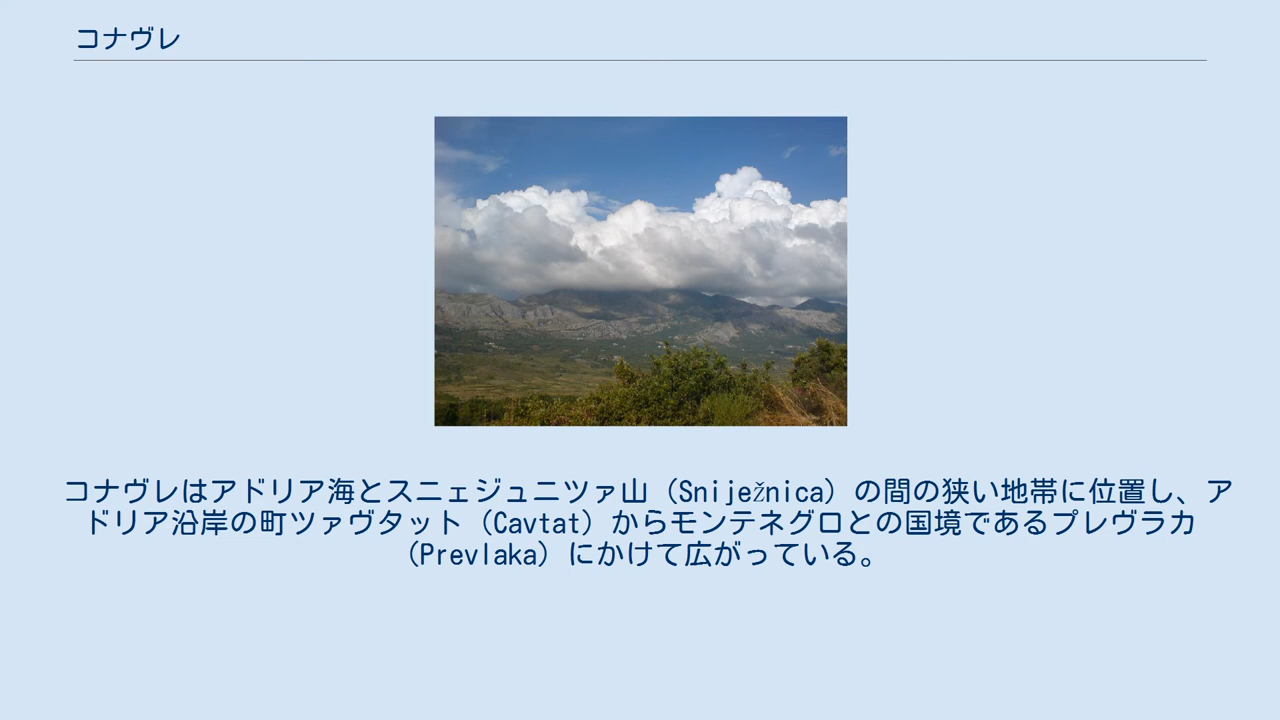 コナヴレ
コナヴレはアドリア海とスニェジュニツァ山（Sniježnica）の間の狭い地帯に位置し、ア
ドリア沿岸の町ツァヴタット（Cavtat）からモンテネグロとの国境であるプレヴラカ
（Prevlaka）にかけて広がっている。